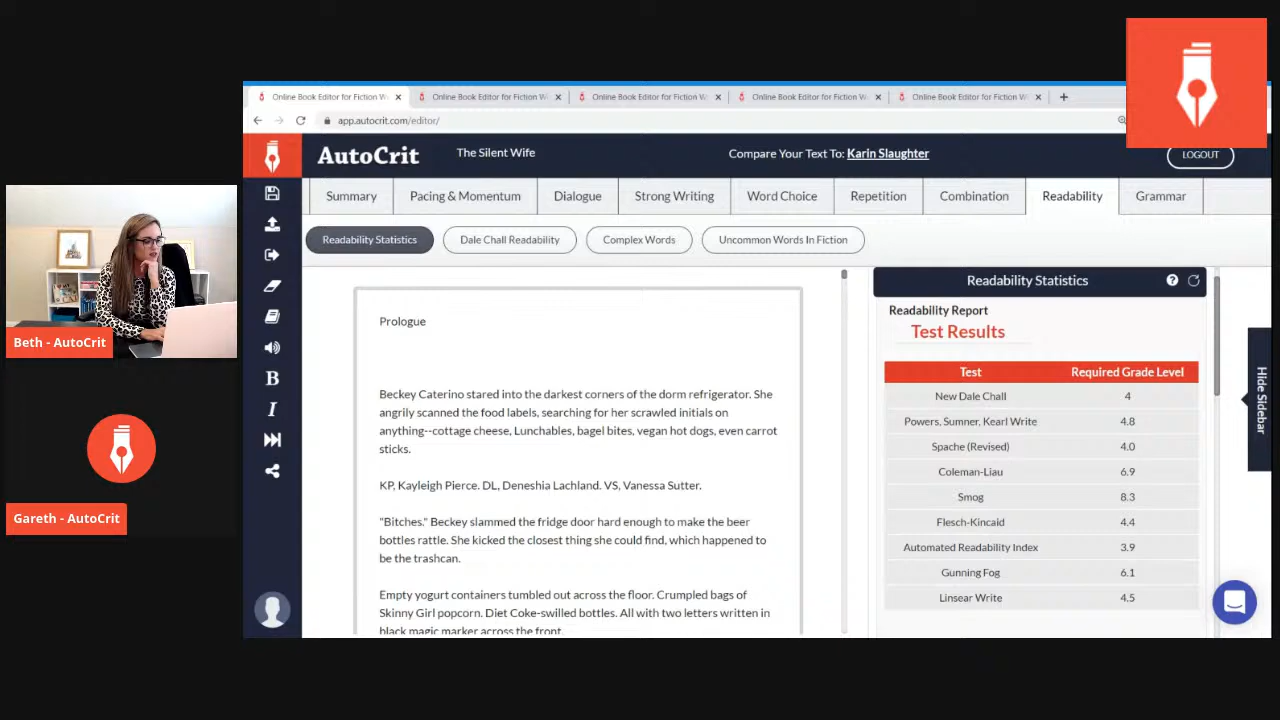 Online Book Editor for Fiction W
Online Book Editor for Fiction W
Online Book Editor for Fiction W
Online Book Editor for Fiction W
Online Book Editor for Fiction W
app.autocrit.com/editor/
AutoCrit
The Silent Wife
Compare Your Text To: Karin Slaughter
LOGOUT
Summary
Pacing & Momentum
Dialogue
Strong Writing
Word Choice
Repetition
Combination
Readability
Grammar
Readability Statistics
Dale Chall Readability
Complex Words
Uncommon Words In Fiction
B
I
Prologue
Beckey Caterino stared into the darkest corners of the dorm refrigerator. She
angrily scanned the food labels, searching for her scrawled initials on
anything--cottage cheese, Lunchables, bagel bites, vegan hot dogs, even carrot
sticks.
KP, Kayleigh Pierce. DL, Deneshia Lachland. VS, Vanessa Sutter.
"Bitches." Beckey slammed the fridge door hard enough to make the beer
bottles rattle. She kicked the closest thing she could find, which happened to
be the trashcan.
Empty yogurt containers tumbled out across the floor. Crumpled bags of
Skinny Girl popcorn. Diet Coke-swilled bottles. All with two letters written in
black magic marker across the front.
Readability Statistics
?
Readability Report
Test Results
Test Required Grade Level
New Dale Chall 4
Powers, Sumner, Kearl Write 4.8
Spache (Revised) 4.0
Coleman-Liau 6.9
Smog 8.3
Flesch-Kincaid 4.4
Automated Readability Index 3.9
Gunning Fog 6.1
Linsear Write 4.5
Hide Sidebar
Beth - AutoCrit
Gareth - AutoCrit